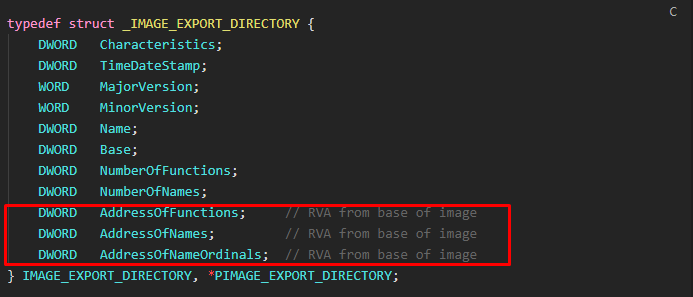 C
typedef struct _IMAGE_EXPORT_DIRECTORY {
    DWORD   Characteristics;
    DWORD   TimeDateStamp;
    WORD    MajorVersion;
    WORD    MinorVersion;
    DWORD   Name;
    DWORD   Base;
    DWORD   NumberOfFunctions;
    DWORD   NumberOfNames;
    DWORD   AddressOfFunctions;     // RVA from base of image
    DWORD   AddressOfNames;         // RVA from base of image
    DWORD   AddressOfNameOrdinals;  // RVA from base of image
} IMAGE_EXPORT_DIRECTORY, *PIMAGE_EXPORT_DIRECTORY;